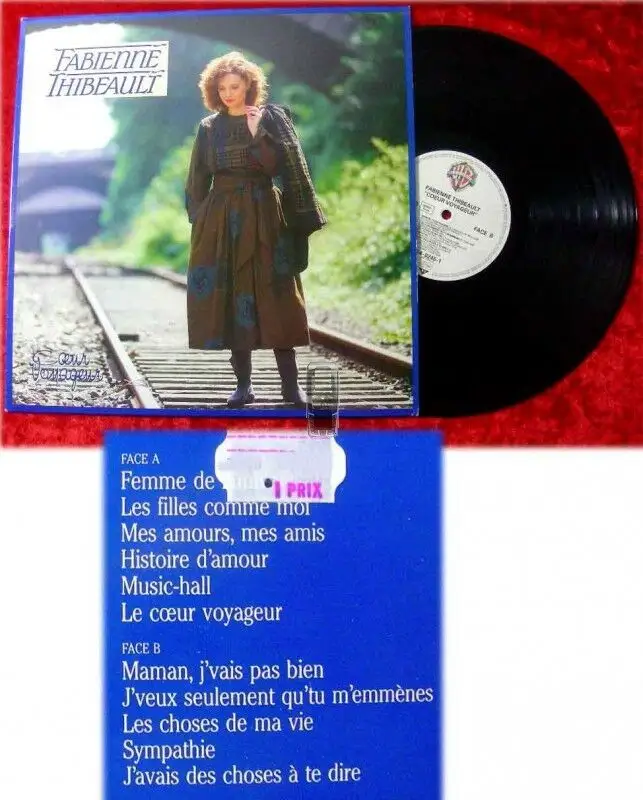 FABIENNE
THIBEAULT
cœur
Voyageur
WB
FABIENNE THIBEAULT
"COEUR VOYAGEUR"
FACE B
FACE A
Femme de
Les filles comme moi
Mes amours, mes amis
Histoire d'amour
Music-hall
Le cœur voyageur
1 PRIX
FACE B
Maman, j'vais pas bien
J'veux seulement qu'tu m'emmènes
Les choses de ma vie
Sympathie
J'avais des choses à te dire